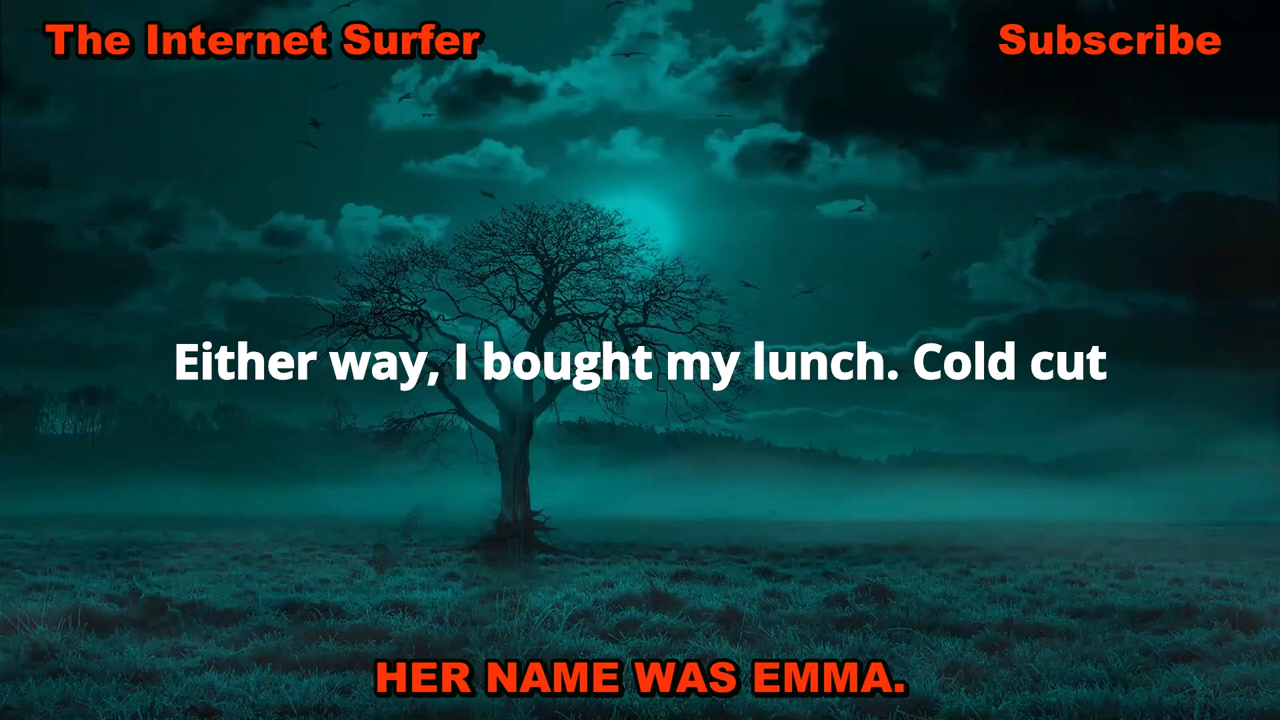 The Internet Surfer
Subscribe
Either way, I bought my lunch. Cold cut
HER NAME WAS EMMA.